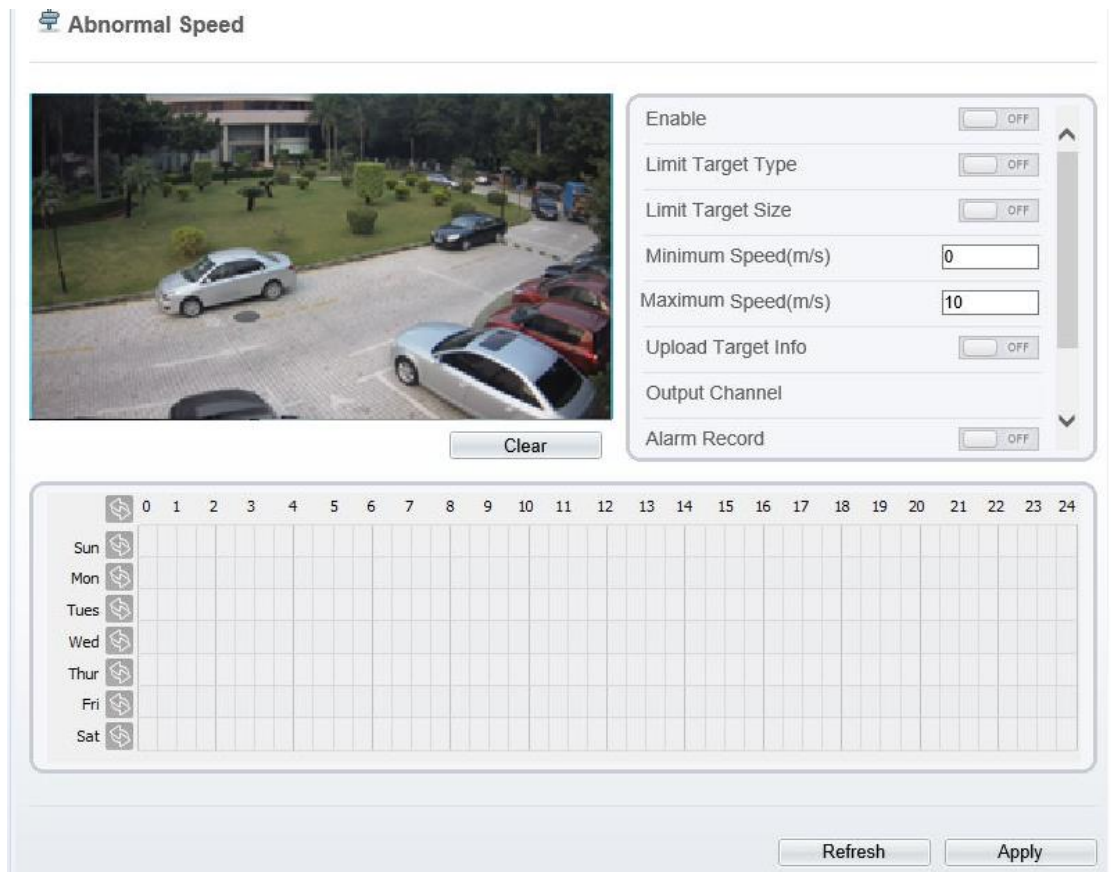 Abnormal Speed
Enable OFF
Limit Target Type OFF
Limit Target Size OFF
Minimum Speed(m/s) 0
Maximum Speed(m/s) 10
Upload Target Info OFF
Output Channel
Alarm Record OFF
Clear
0 1 2 3 4 5 6 7 8 9 10 11 12 13 14 15 16 17 18 19 20 21 22 23 24
Sun
Mon
Tues
Wed
Thur
Fri
Sat
Refresh Apply